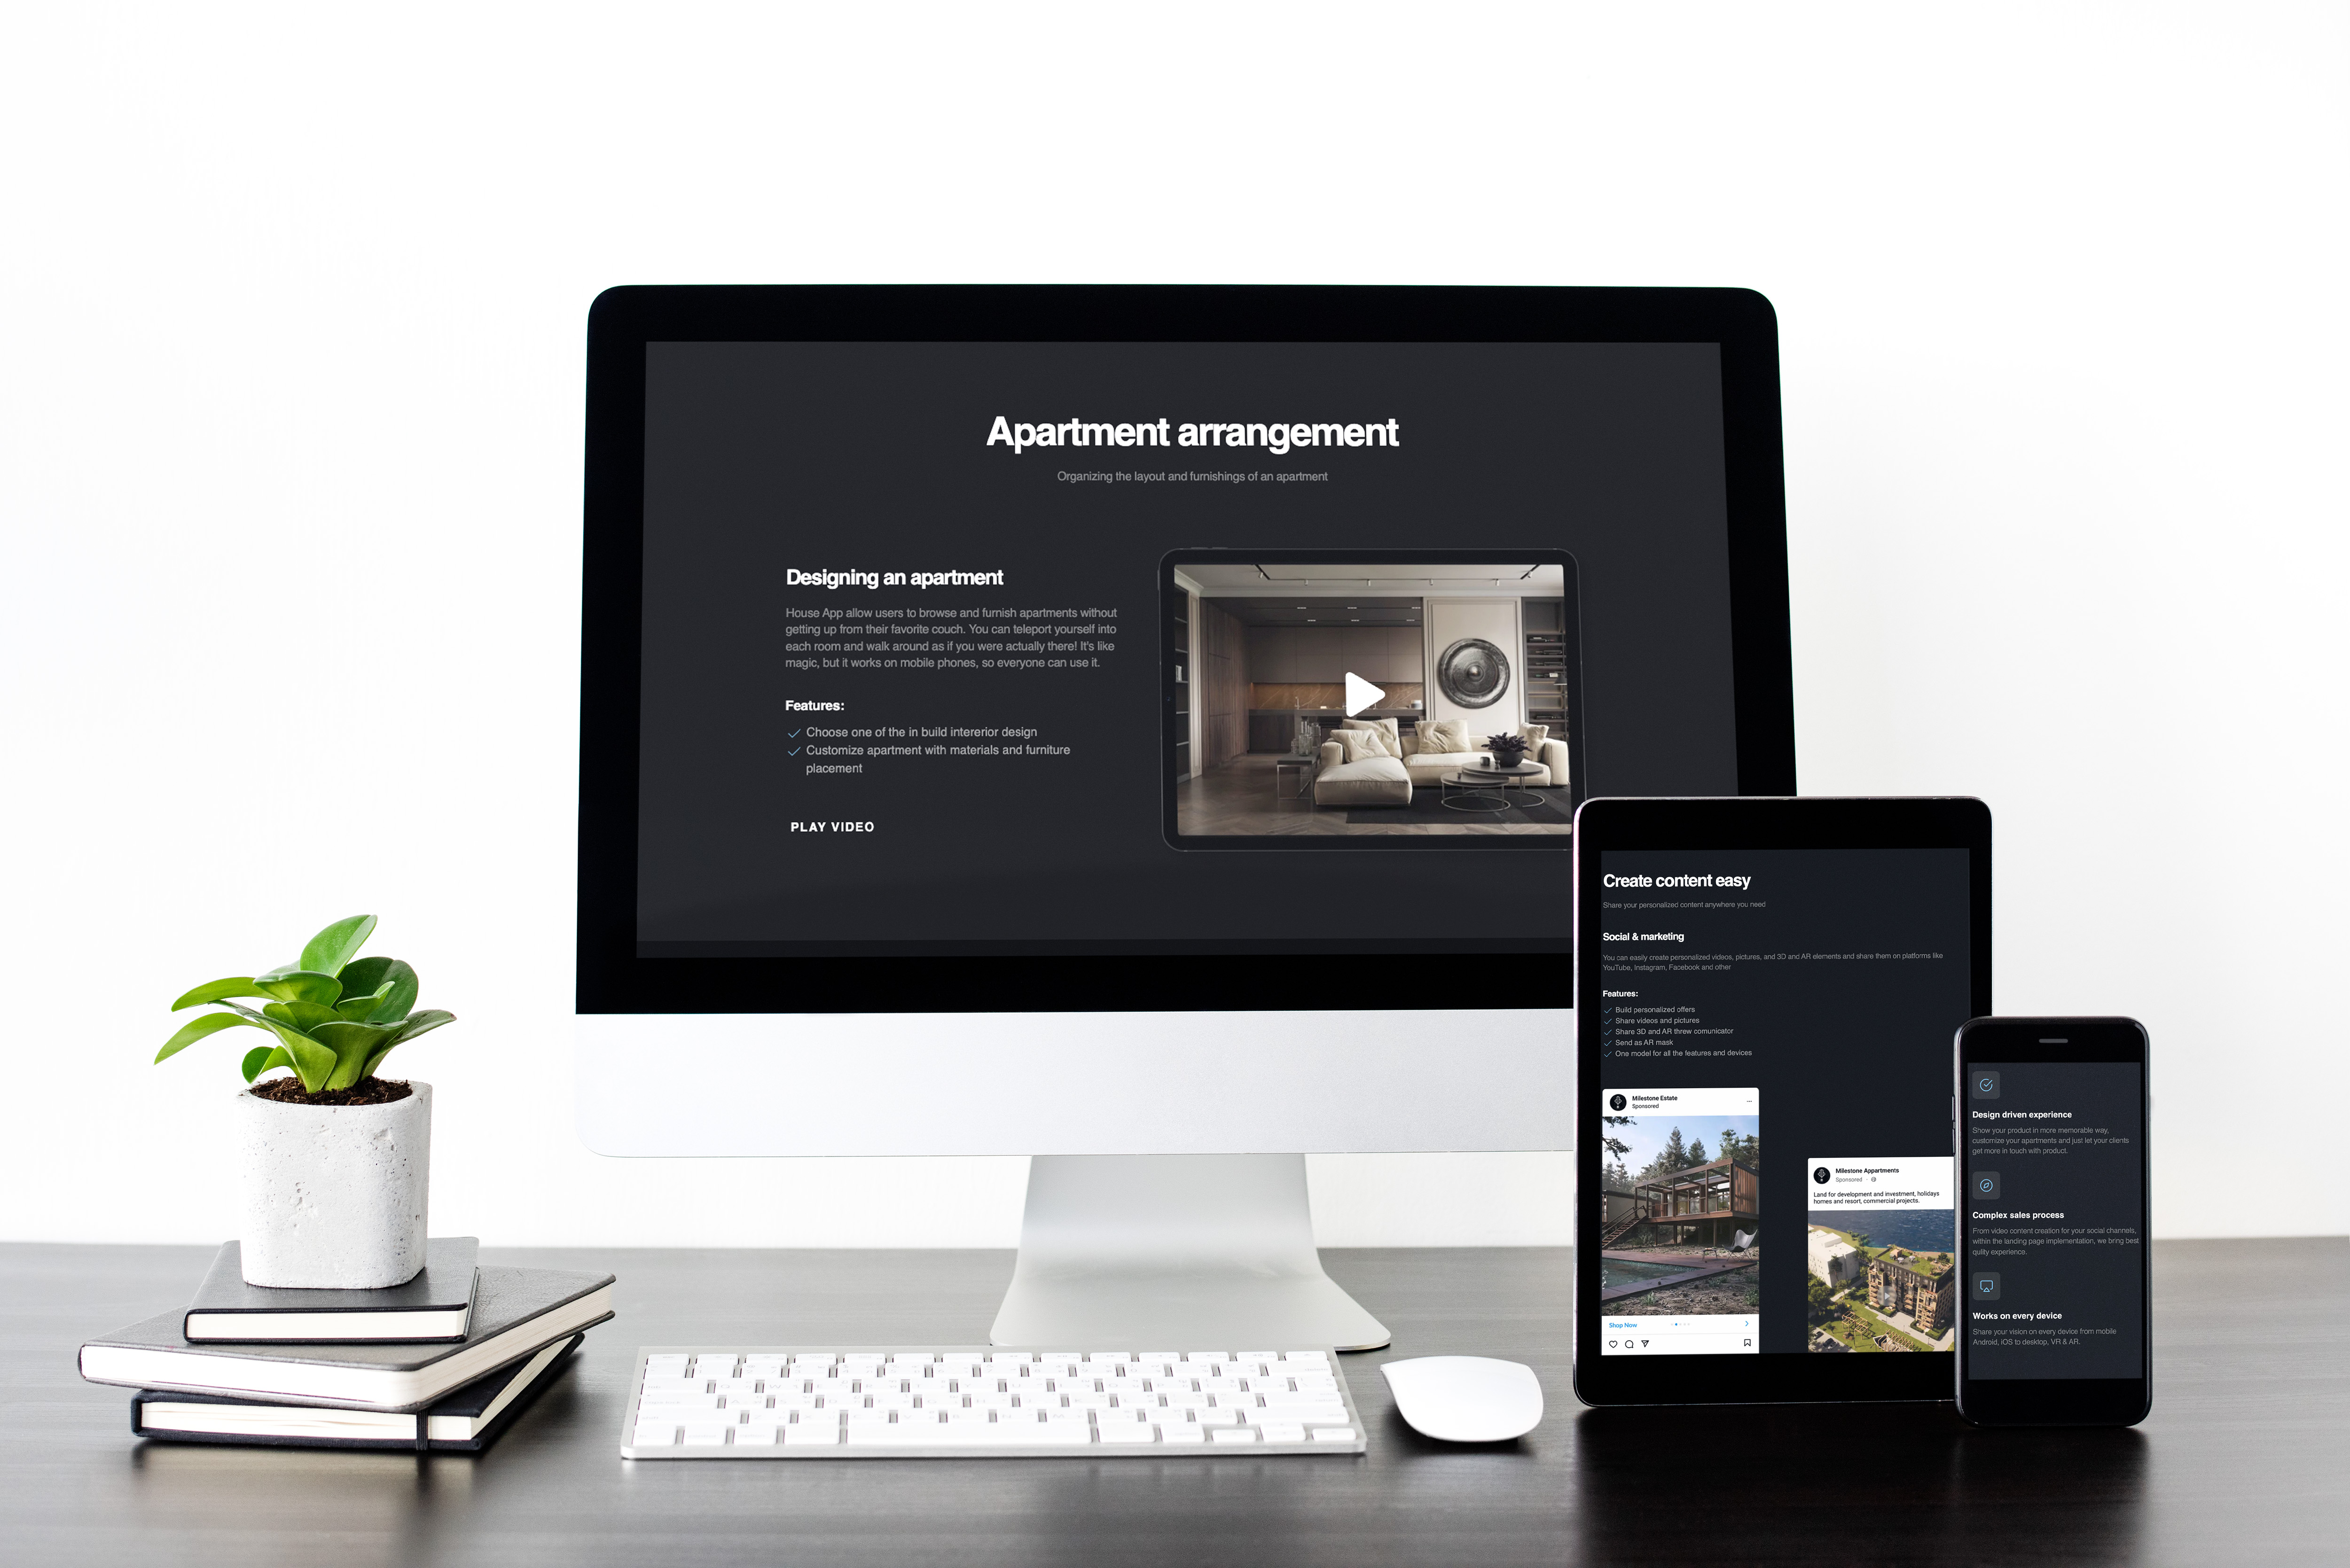 Apartment arrangement
Organizing the layout and furnishings of an apartment
Designing an apartment
House App allow users to browse and furnish apartments without
getting up from their favorite couch. You can teleport yourself into
each room and walk around as if you were actually there! It's like
magic, but it works on mobile phones, so everyone can use it.
Features:
Choose one of the in build intererior design
Customize apartment with materials and furniture
placement
PLAY VIDEO
Create content easy
Share your personalized content anywhere you need
Social & marketing
You can easily create personalized videos, pictures, and 3D and AR elements and share them on platforms like
YouTube, Instagram, Facebook and other
Features:
Build personalized offers
Share videos and pictures
Share 3D and AR threw comunicator
Send as AR mask
One model for all the features and devices
Milestone Estate
Sponsored
Shop Now
Milestone Appartments
Sponsored
Land for development and investment, holidays
homes and resort, commercial projects.
Design driven experience
Show your product in more memorable way,
customize your apartments and just let your clients
get more in touch with product.
Complex sales process
From video content creation for your social channels,
within the landing page implementation, we bring best
qulity experience.
Works on every device
Share your vision on every device from mobile
Android, iOS to desktop, VR & AR.